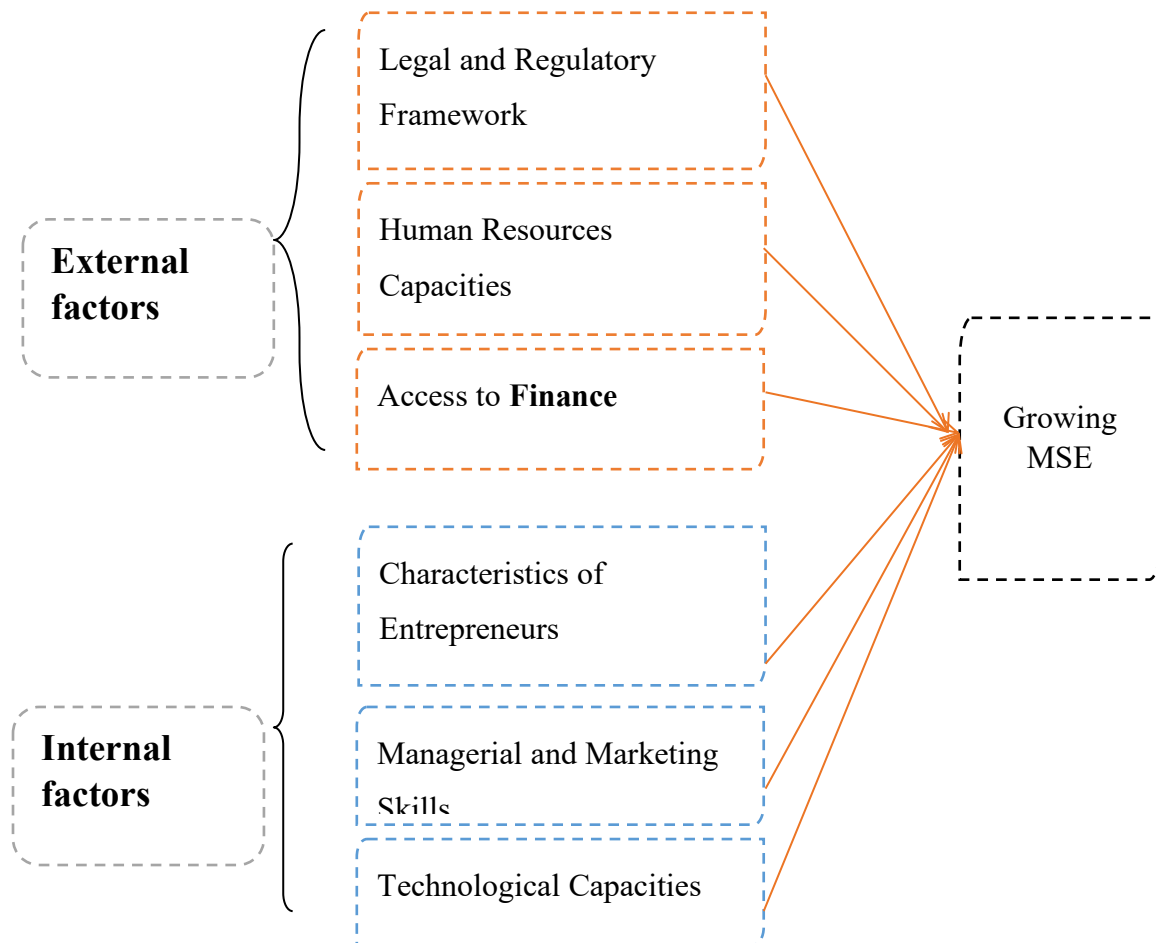 Legal and Regulatory
Framework
Human Resources
Capacities
External
factors
Access to Finance
Growing
MSE
Characteristics of
Entrepreneurs
Internal
factors
Managerial and Marketing
Skills
Technological Capacities